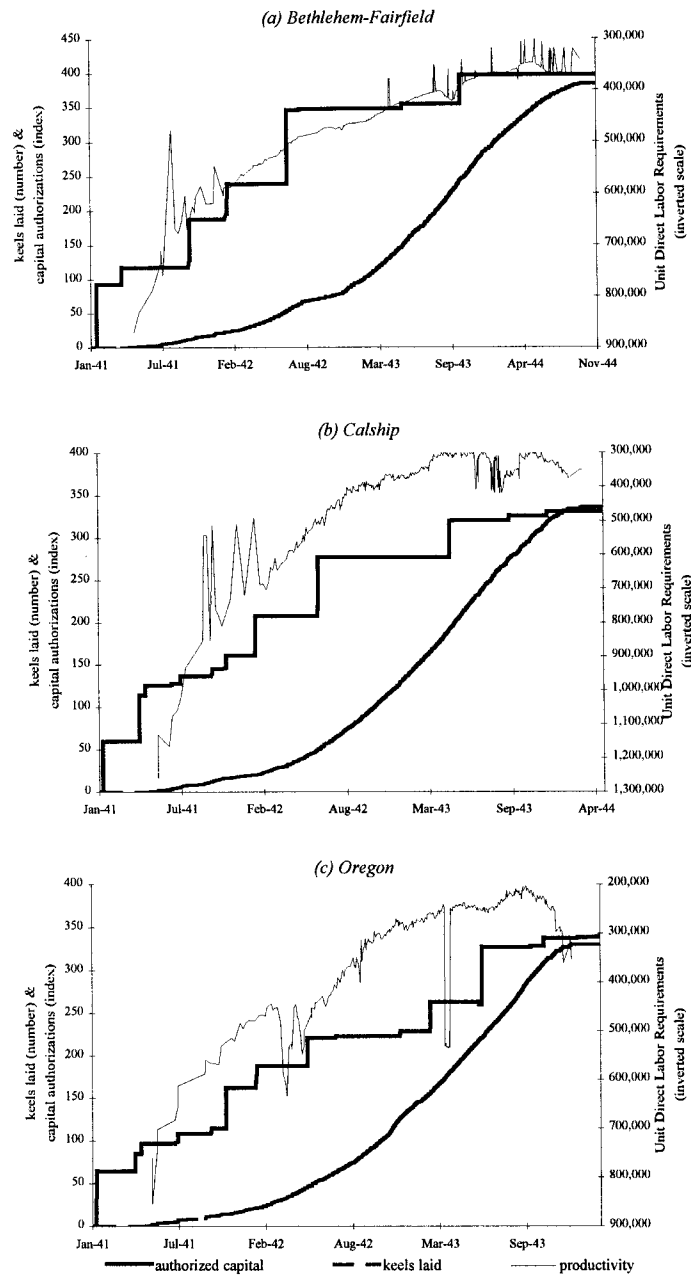 (a) Bethlehem-Fairfield
keels laid (number) &
capital authorizations (index)
450
400
350
300
250
200
150
100
50
0
300,000
400,000
500,000
600,000
700,000
800,000
900,000
Unit Direct Labor Requirements
(inverted scale)
Jan-41 Jul-41 Feb-42 Aug-42 Mar-43 Sep-43 Apr-44 Nov-44
(b) Calship
keels laid (number) &
capital authorizations (index)
400
350
300
250
200
150
100
50
0
300,000
400,000
500,000
600,000
700,000
800,000
900,000
1,000,000
1,100,000
1,200,000
1,300,000
Unit Direct Labor Requirements
(inverted scale)
Jan-41 Jul-41 Feb-42 Aug-42 Mar-43 Sep-43 Apr-44
(c) Oregon
keels laid (number) &
capital authorizations (index)
400
350
300
250
200
150
100
50
0
200,000
300,000
400,000
500,000
600,000
700,000
800,000
900,000
Unit Direct Labor Requirements
(inverted scale)
Jan-41 Jul-41 Feb-42 Aug-42 Mar-43 Sep-43
authorized capital keels laid productivity